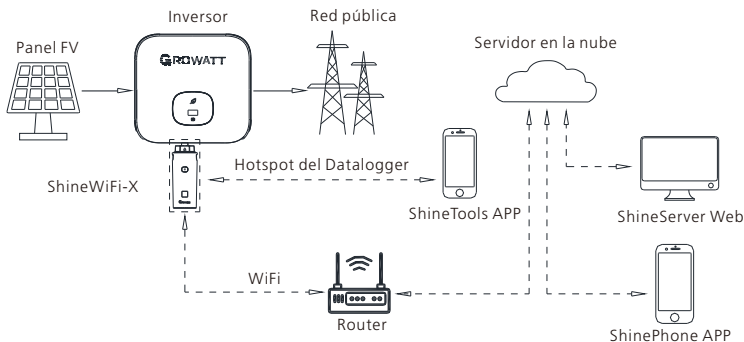 Inversor
Red pública
Panel FV
Servidor en la nube
GROWATT
Hotspot del Datalogger
ShineWiFi-X
ShineTools APP
ShineServer Web
WiFi
Router
ShinePhone APP